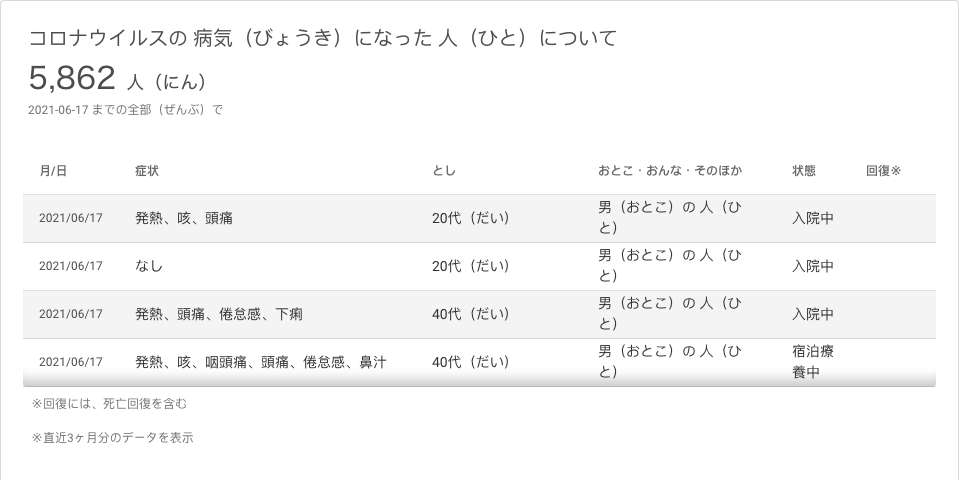 コロナウイルスの 病気（びょうき）になった 人（ひと）について
5,862 人（にん）
2021-06-17 までの全部（ぜんぶ）で
月/日 症状 とし おとこ・おんな・そのほか 状態 回復※
2021/06/17 発熱、咳、頭痛 20代（だい） 男（おとこ）の 人（ひ
と） 入院中
2021/06/17 なし 20代（だい） 男（おとこ）の 人（ひ
と） 入院中
2021/06/17 発熱、頭痛、倦怠感、下痢 40代（だい） 男（おとこ）の 人（ひ
と） 入院中
2021/06/17 発熱、咳、咽頭痛、頭痛、倦怠感、鼻汁 40代（だい） 男（おとこ）の 人（ひ
と） 宿泊療
養中
※回復には、死亡回復を含む
※直近3ヶ月分のデータを表示